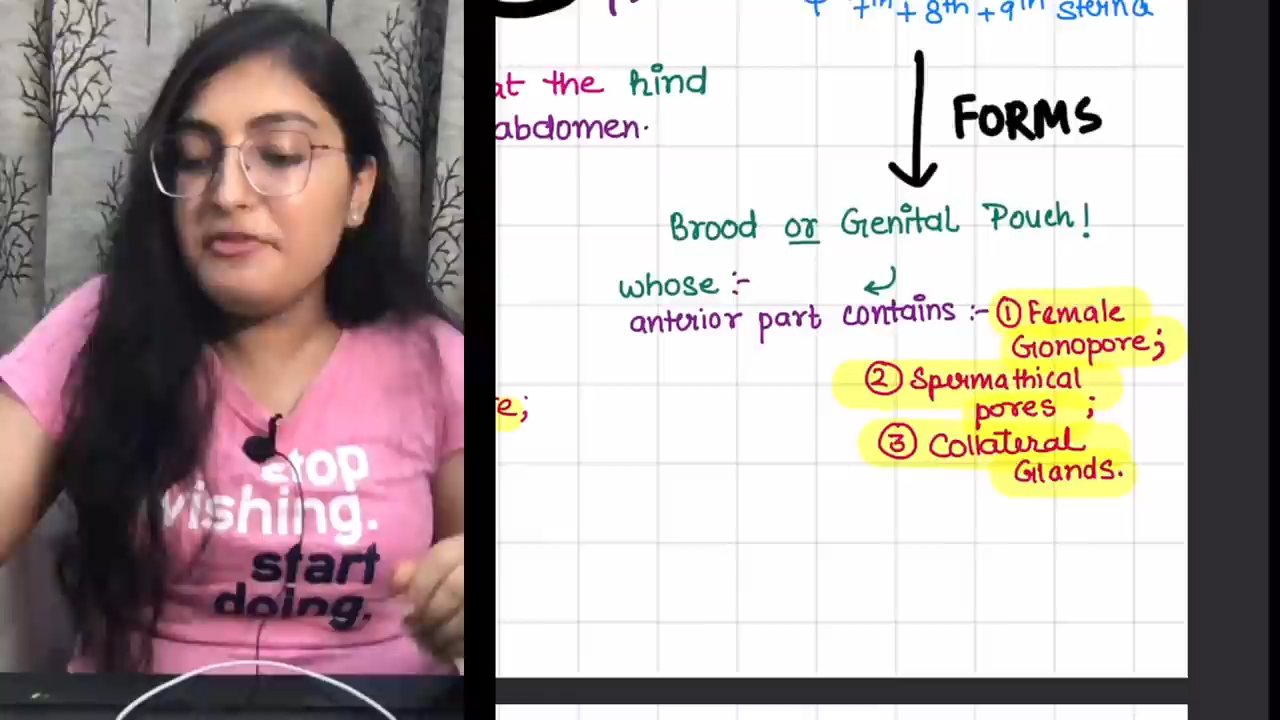 ♀ 7th + 8th + 9th sterna
at the hind
abdomen.
FORMS
Brood or Genital Pouch!
whose :-
anterior part contains :- ① Female
Gonopore;
② Spermathical
pores ;
③ Collateral
Glands.
e;
stop
wishing.
start
doing.